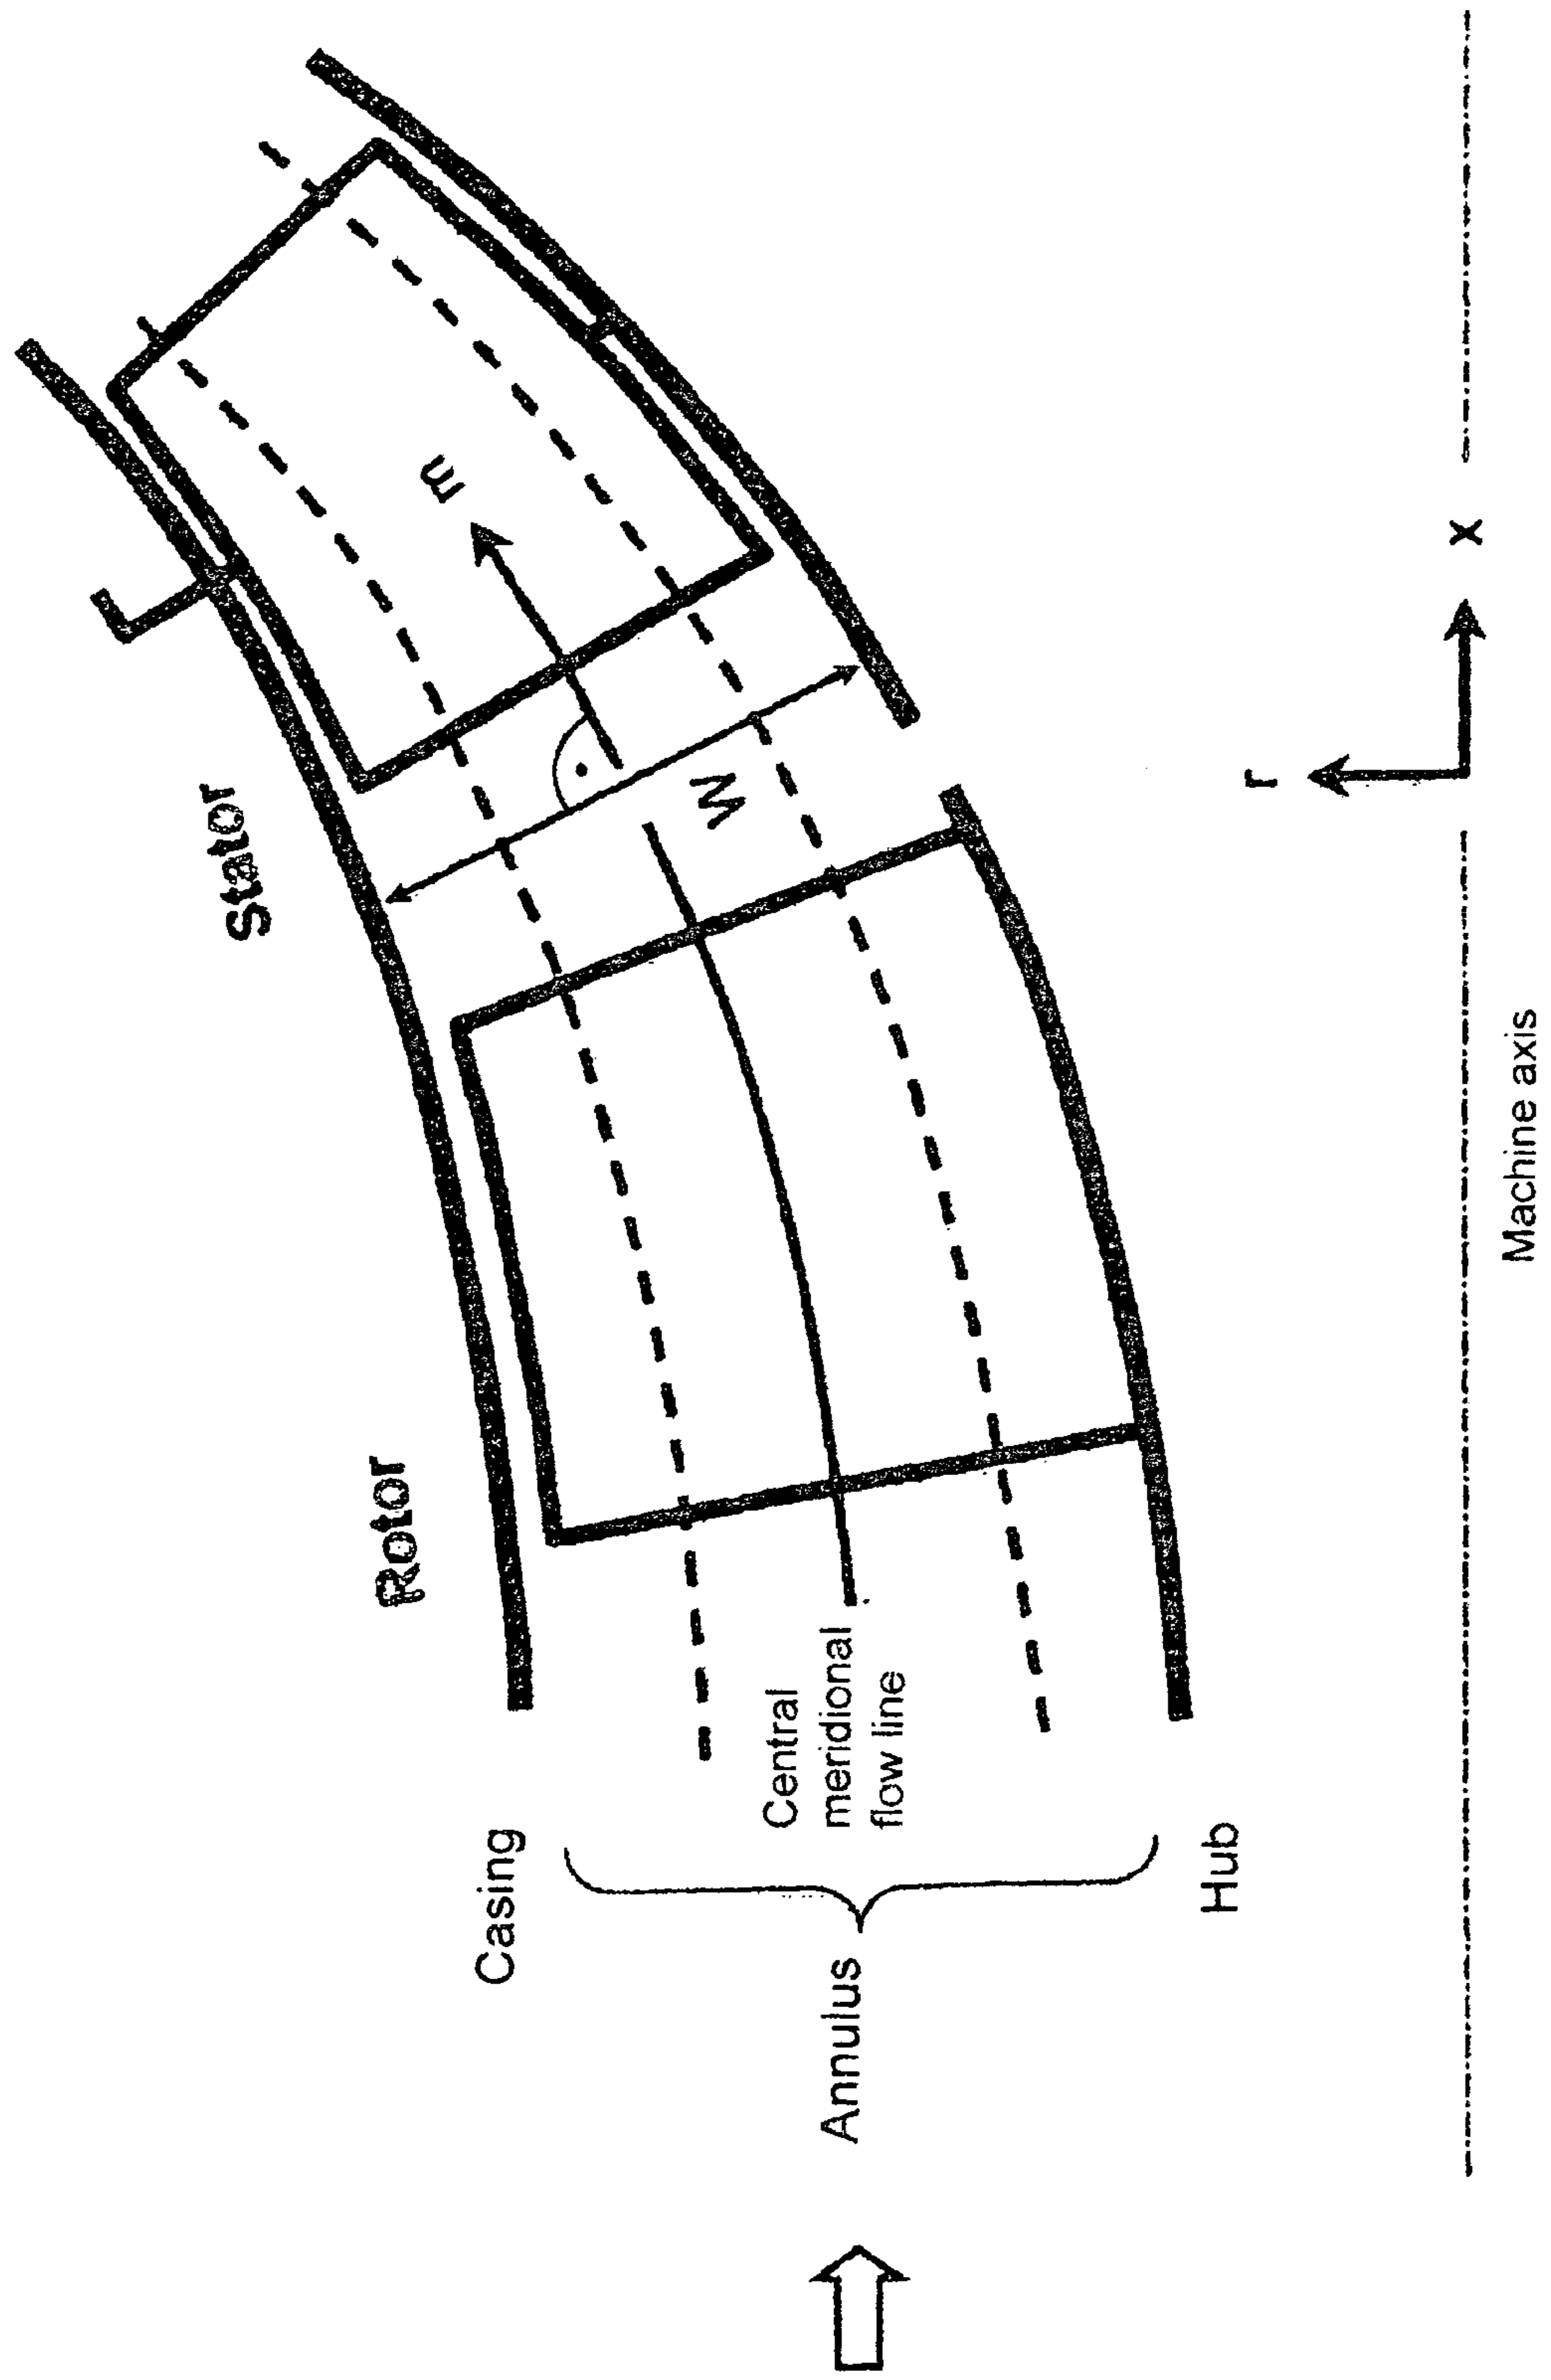 Annulus
Casing
Central
meridional
flow line
Hub
Rotor
Stator
W
m
r
x
Machine axis